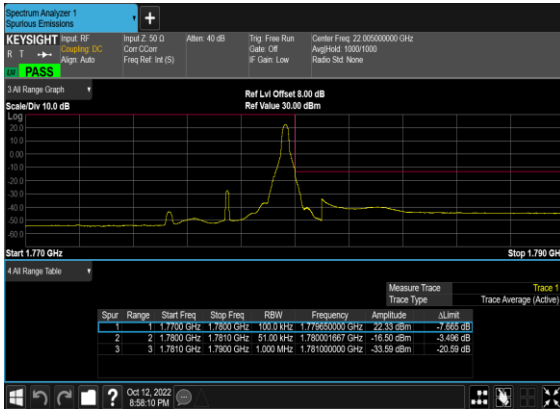 Spectrum Analyzer 1
Spurious Emissions
KEYSIGHT Input: RF Input Z: 50 Ω Atten: 40 dB Trig: Free Run Center Freq: 22.005000000 GHz
R T Coupling: DC Corr CCorr Gate: Off Avg|Hold: 1000/1000
Align: Auto Freq Ref: Int (S) IF Gain: Low Radio Std: None
PASS
3 All Range Graph
Ref Lvl Offset 8.00 dB
Scale/Div 10.0 dB Ref Value 30.00 dBm
Log
20.0
10.0
0.00
-10.0
-20.0
-30.0
-40.0
-50.0
-60.0
Start 1.770 GHz Stop 1.790 GH
4 All Range Table
Measure Trace Trace 1
Trace Type Trace Average (Active)
Spur Range Start Freq Stop Freq RBW Frequency Amplitude ΔLimit
1 1 1.7700 GHz 1.7800 GHz 100.0 kHz 1.779650000 GHz 22.33 dBm -7.665 dB
2 2 1.7800 GHz 1.7810 GHz 51.00 kHz 1.780001667 GHz -16.50 dBm -3.496 dB
3 3 1.7810 GHz 1.7900 GHz 1.000 MHz 1.781000000 GHz -33.59 dBm -20.59 dB
Oct 12, 2022
8:58:10 PM